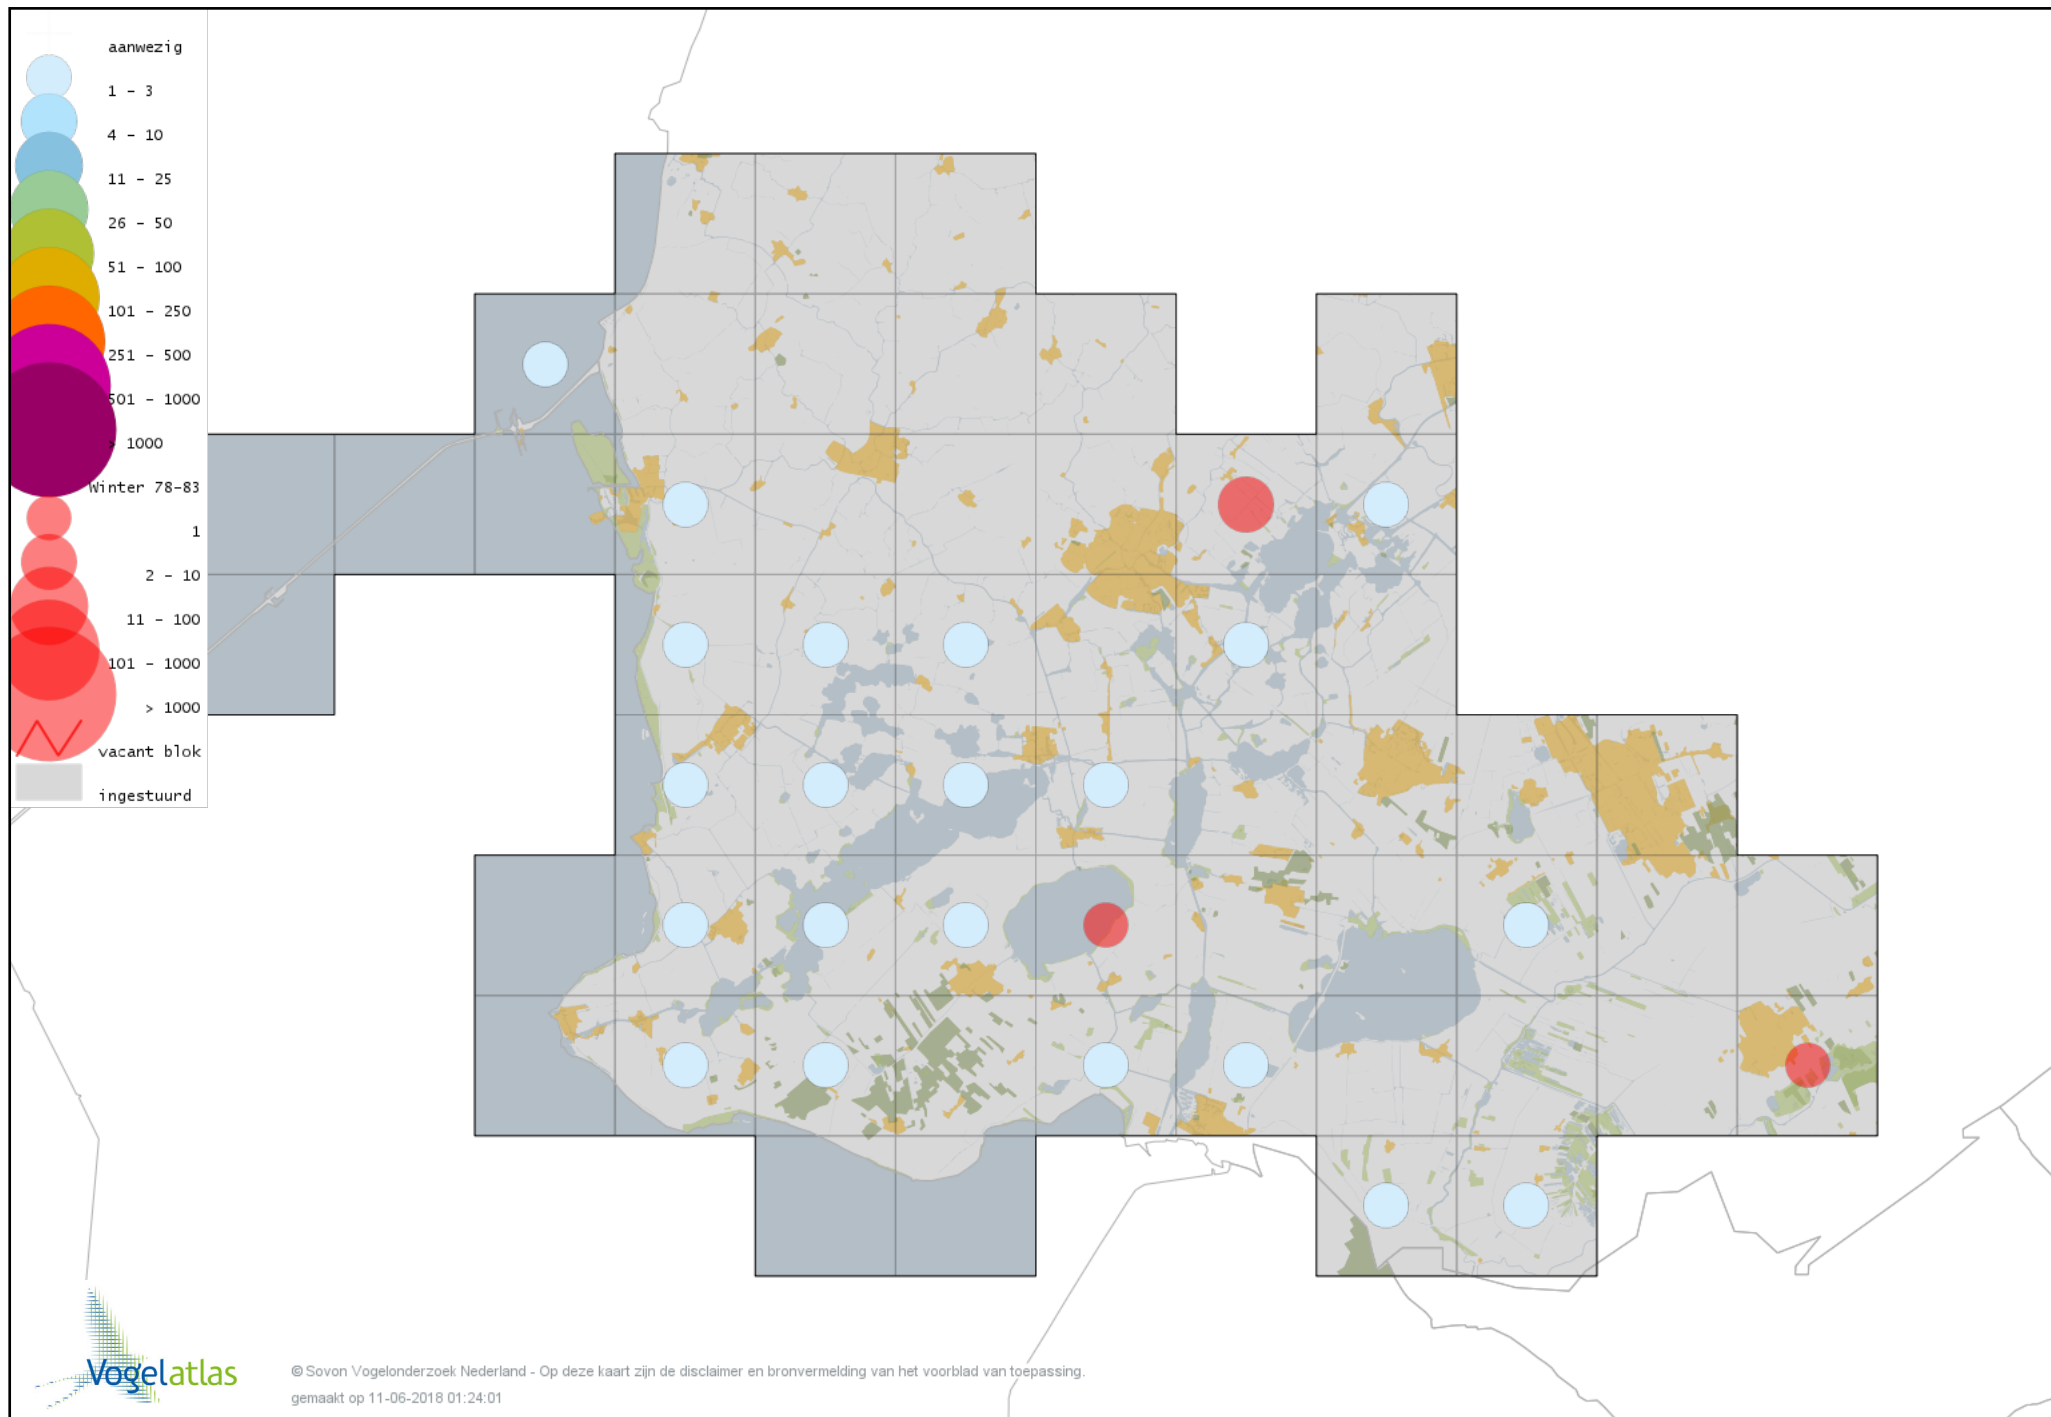 aanwezig
1 - 3
4 - 10
11 - 25
26 - 50
51 - 100
101 - 250
251 - 500
501 - 1000
> 1000
Winter 78-83
1
2 - 10
11 - 100
101 - 1000
> 1000
vacant blok
ingestuurd
Vogelatlas
© Sovon Vogelonderzoek Nederland - Op deze kaart zijn de disclaimer en bronvermelding van het voorblad van toepassing.
gemaakt op 11-06-2018 01:24:01